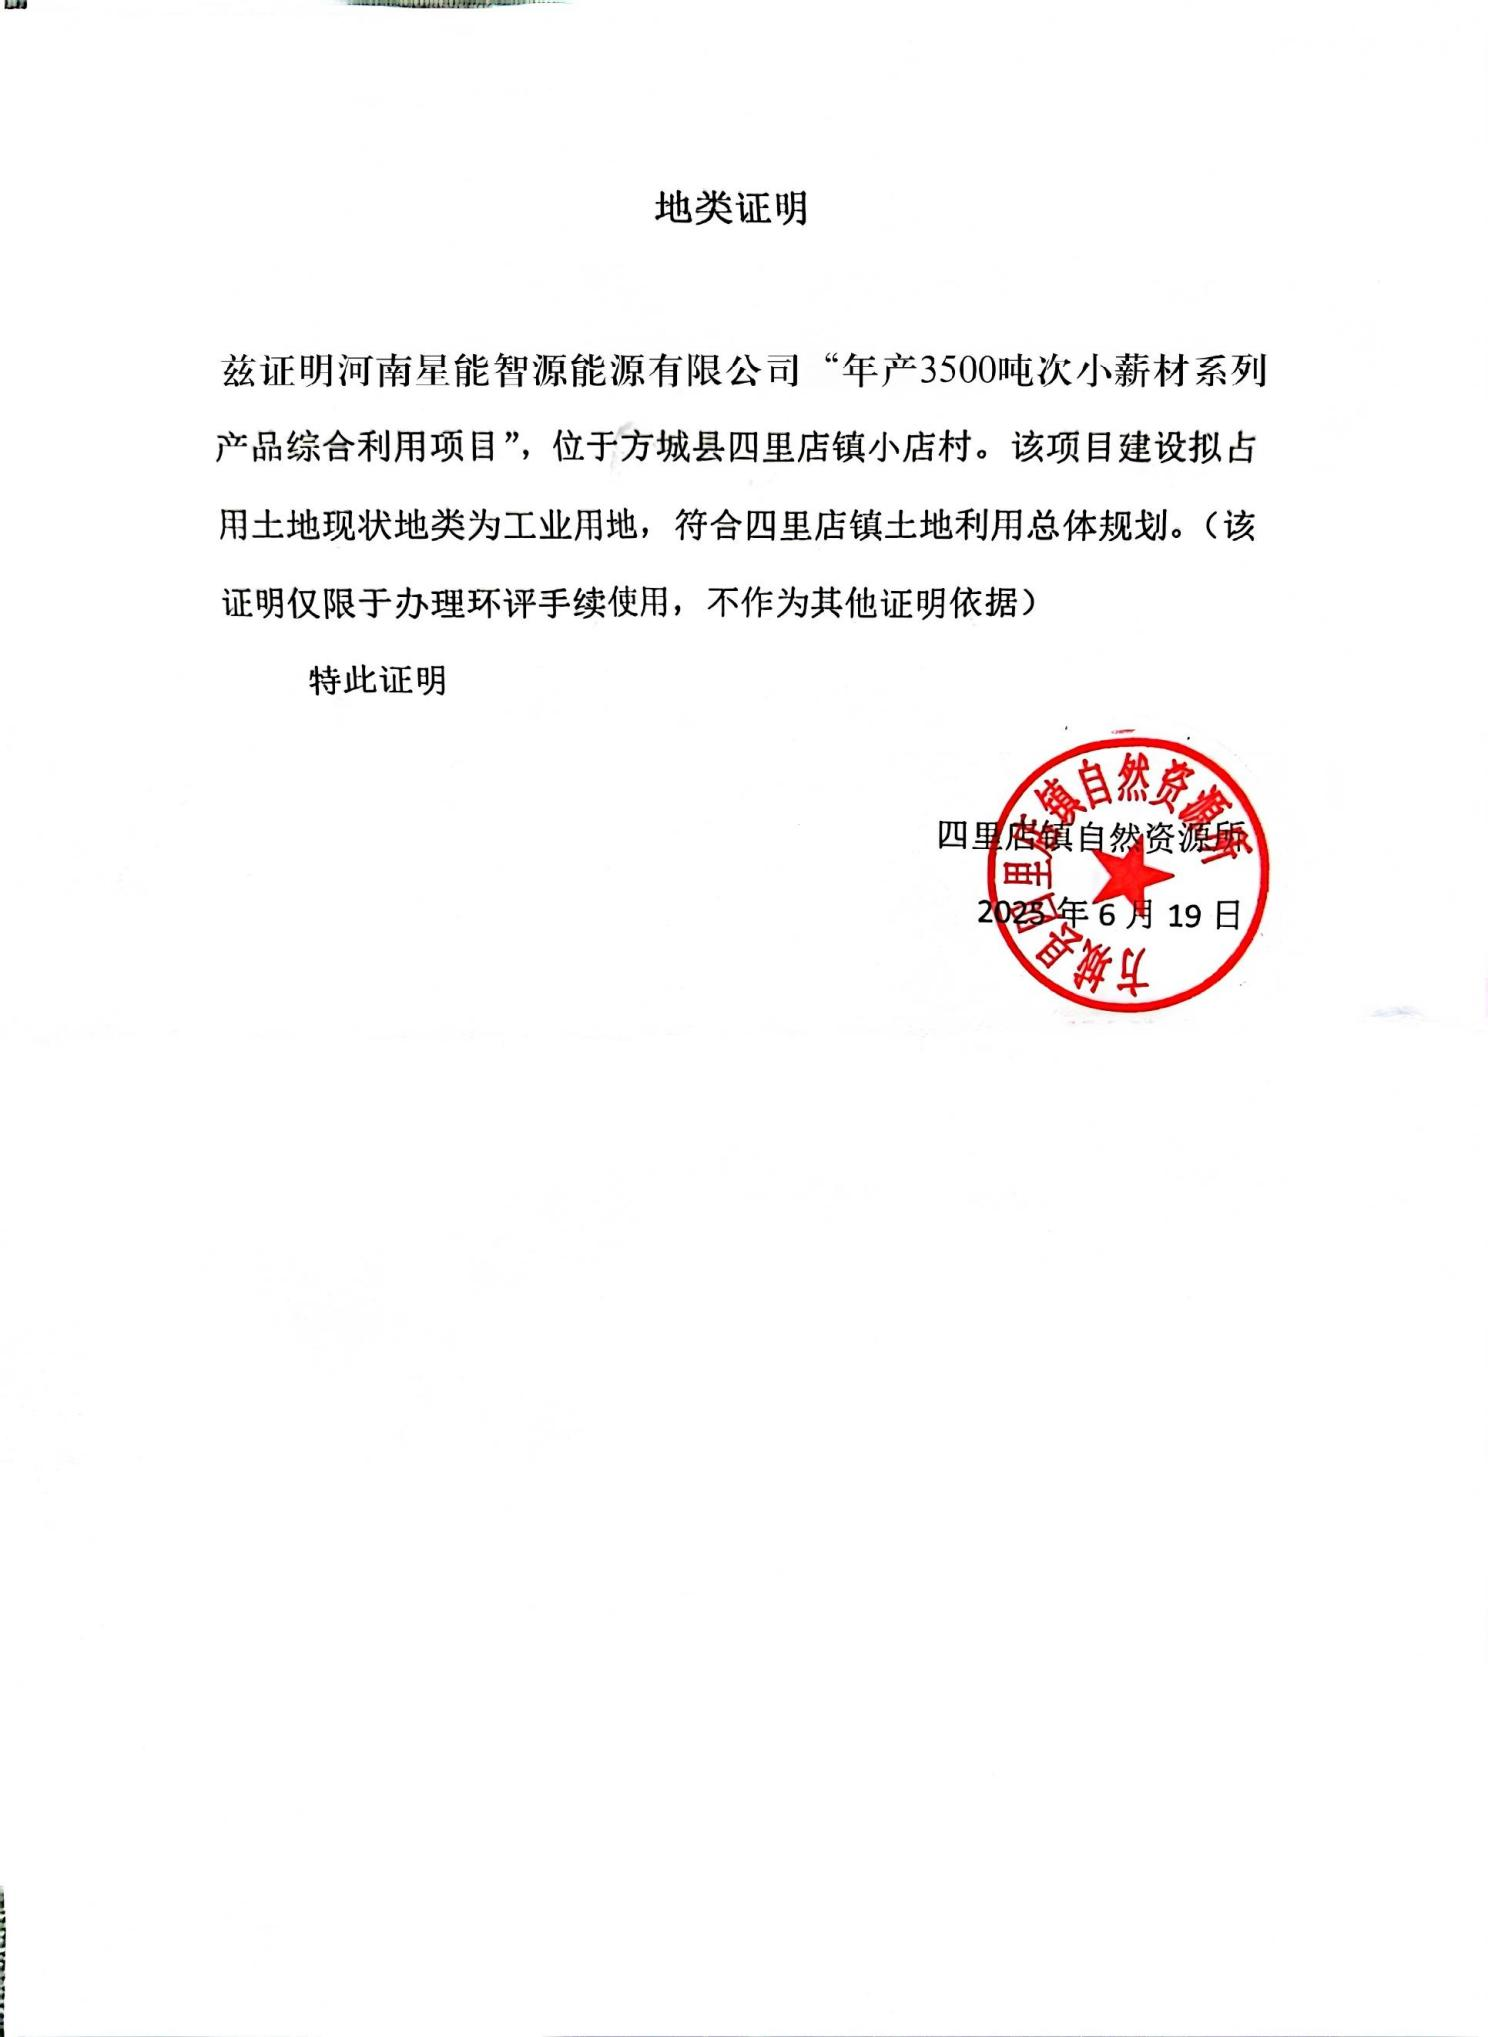 地类证明
兹证明河南星能智源能源有限公司“年产3500吨次小薪材系列
产品综合利用项目”，位于方城县四里店镇小店村。该项目建设拟占
用土地现状地类为工业用地，符合四里店镇土地利用总体规划。（该
证明仅限于办理环评手续使用，不作为其他证明依据）
特此证明
四里店镇自然资源所
2025年6月19日
方城县四里店镇自然资源所